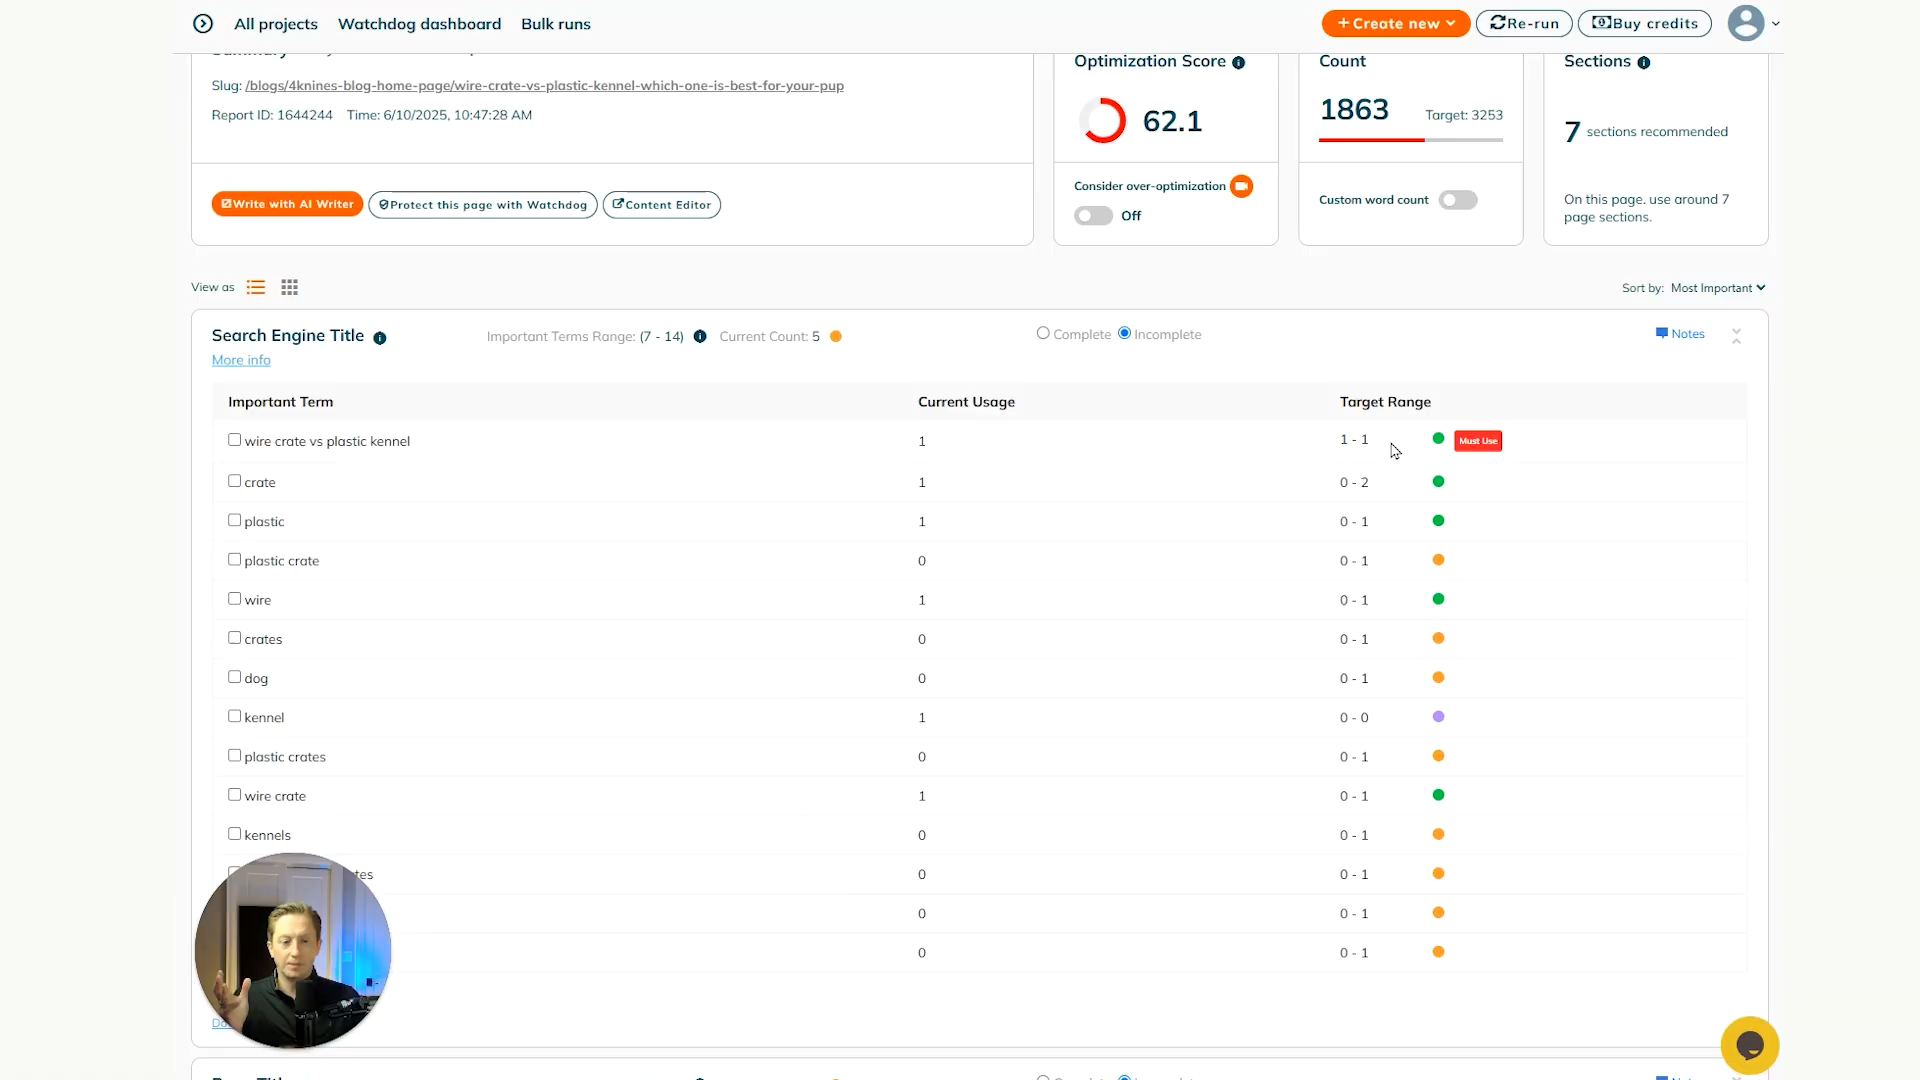 All projects Watchdog dashboard Bulk runs
+ Create new Re-run Buy credits
Slug: /blogs/4knines-blog-home-page/wire-crate-vs-plastic-kennel-which-one-is-best-for-your-pup
Report ID: 1644244 Time: 6/10/2025, 10:47:28 AM
Write with AI Writer Protect this page with Watchdog Content Editor
Optimization Score
62.1
Consider over-optimization
Off
Count
1863 Target: 3253
Custom word count
Sections
7 sections recommended
On this page, use around 7
page sections.
View as
Sort by: Most Important
Search Engine Title Important Terms Range: (7 - 14) Current Count: 5 Complete Incomplete Notes
More info
Important Term Current Usage Target Range
wire crate vs plastic kennel 1 1 - 1 Must Use
crate 1 0 - 2
plastic 1 0 - 1
plastic crate 0 0 - 1
wire 1 0 - 1
crates 0 0 - 1
dog 0 0 - 1
kennel 1 0 - 0
plastic crates 0 0 - 1
wire crate 1 0 - 1
kennels 0 0 - 1
0 0 - 1
0 0 - 1
0 0 - 1